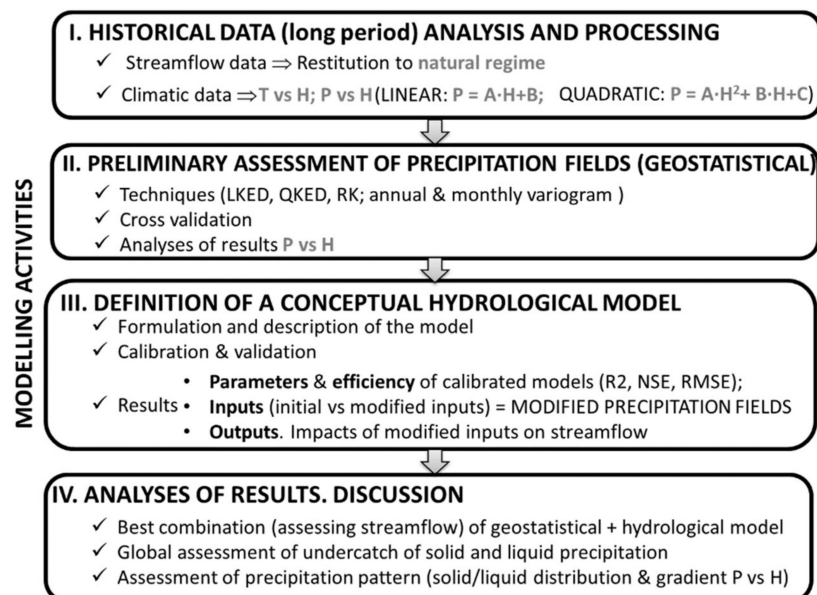 MODELLING ACTIVITIES
I. HISTORICAL DATA (long period) ANALYSIS AND PROCESSING
✓ Streamflow data ⇒ Restitution to natural regime
✓ Climatic data ⇒T vs H; P vs H (LINEAR: P = A·H+B; QUADRATIC: P = A·H²+ B·H+C)
II. PRELIMINARY ASSESSMENT OF PRECIPITATION FIELDS (GEOSTATISTICAL)
✓ Techniques (LKED, QKED, RK; annual & monthly variogram )
✓ Cross validation
✓ Analyses of results P vs H
III. DEFINITION OF A CONCEPTUAL HYDROLOGICAL MODEL
✓ Formulation and description of the model
✓ Calibration & validation
• Parameters & efficiency of calibrated models (R2, NSE, RMSE);
✓ Results • Inputs (initial vs modified inputs) = MODIFIED PRECIPITATION FIELDS
• Outputs. Impacts of modified inputs on streamflow
IV. ANALYSES OF RESULTS. DISCUSSION
✓ Best combination (assessing streamflow) of geostatistical + hydrological model
✓ Global assessment of undercatch of solid and liquid precipitation
✓ Assessment of precipitation pattern (solid/liquid distribution & gradient P vs H)